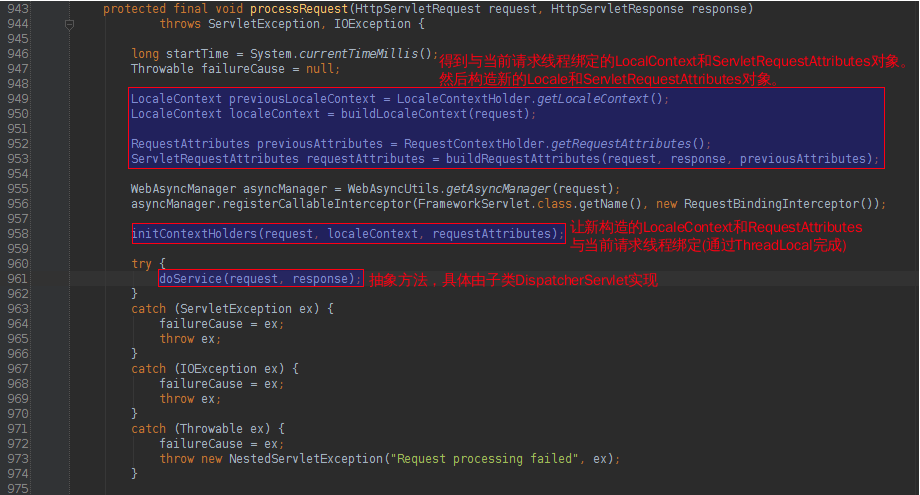 943 protected final void processRequest(HttpServletRequest request, HttpServletResponse response)
944 throws ServletException, IOException {
945
946 long startTime = System.currentTimeMillis();
得到与当前请求线程绑定的LocalContext和ServletRequestAttributes对象。
947 Throwable failureCause = null;
然后构造新的Locale和ServletRequestAttributes对象。
948
949 LocaleContext previousLocaleContext = LocaleContextHolder.getLocaleContext();
950 LocaleContext localeContext = buildLocaleContext(request);
951
952 RequestAttributes previousAttributes = RequestContextHolder.getRequestAttributes();
953 ServletRequestAttributes requestAttributes = buildRequestAttributes(request, response, previousAttributes);
954
955 WebAsyncManager asyncManager = WebAsyncUtils.getAsyncManager(request);
956 asyncManager.registerCallableInterceptor(FrameworkServlet.class.getName(), new RequestBindingInterceptor());
957
让新构造的LocaleContext和RequestAttributes
958 initContextHolders(request, localeContext, requestAttributes);
与当前请求线程绑定(通过ThreadLocal完成)
959
960 try {
961 doService(request, response); 抽象方法，具体由子类DispatcherServlet实现
962 }
963 catch (ServletException ex) {
964 failureCause = ex;
965 throw ex;
966 }
967 catch (IOException ex) {
968 failureCause = ex;
969 throw ex;
970 }
971 catch (Throwable ex) {
972 failureCause = ex;
973 throw new NestedServletException("Request processing failed", ex);
974 }
975